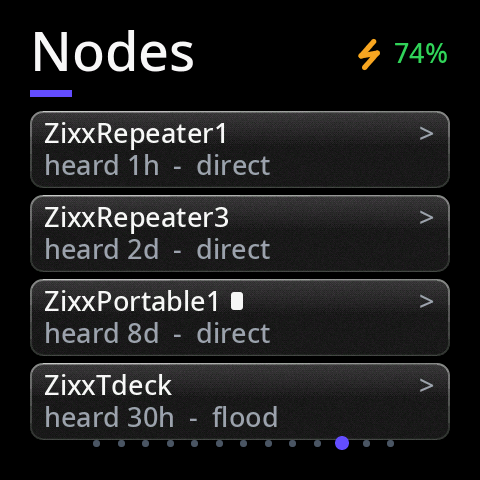 Nodes
74%
ZixxRepeater1 >
heard 1h - direct
ZixxRepeater3 >
heard 2d - direct
ZixxPortable1 >
heard 8d - direct
ZixxTdeck >
heard 30h - flood